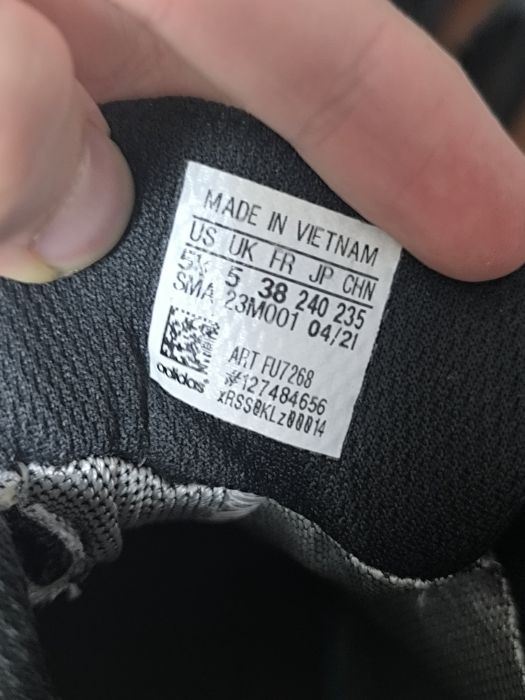 MADE IN VIETNAM
US UK FR JP CHN
5½ 5 38 240 235
SMA 23M001 04/21
ART FU7268
#127484656
adidas